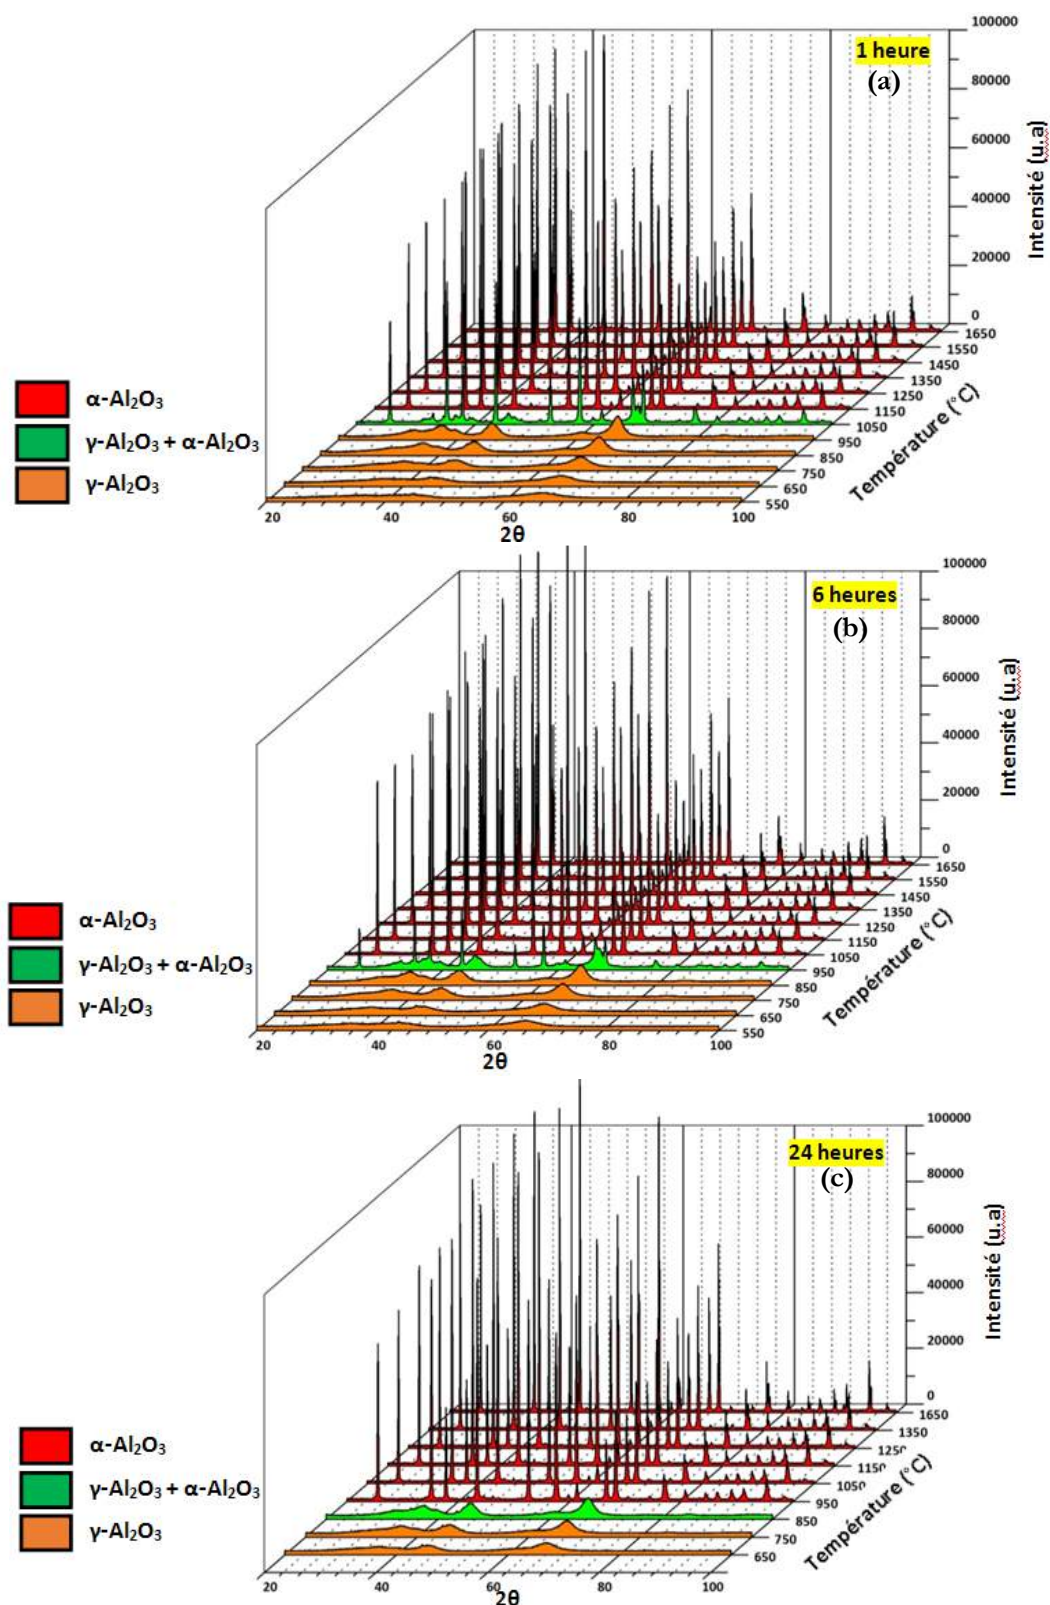 100000
1 heure
(a)
80000
60000
40000
20000
0
Intensité (u.a)
1650
1550
1450
1350
1150
1050
950
850
750
650
550
Température (°C)
α-Al₂O₃
γ-Al₂O₃ + α-Al₂O₃
γ-Al₂O₃
20 40 60 80 100
2θ
100000
6 heures
(b)
80000
60000
40000
20000
0
Intensité (u.a)
1650
1550
1450
1350
1250
1150
1050
950
850
750
650
550
Température (°C)
α-Al₂O₃
γ-Al₂O₃ + α-Al₂O₃
γ-Al₂O₃
20 40 60 80 100
2θ
100000
24 heures
(c)
80000
60000
40000
20000
0
Intensité (u.a)
1650
1350
1250
1150
1050
950
850
750
650
Température (°C)
α-Al₂O₃
γ-Al₂O₃ + α-Al₂O₃
γ-Al₂O₃
20 40 60 80 100
2θ